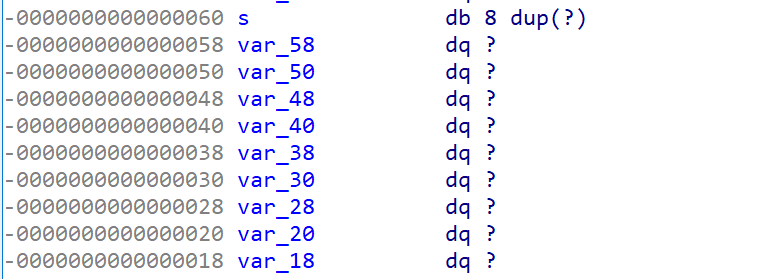 -0000000000000060 s db 8 dup(?)
-0000000000000058 var_58 dq ?
-0000000000000050 var_50 dq ?
-0000000000000048 var_48 dq ?
-0000000000000040 var_40 dq ?
-0000000000000038 var_38 dq ?
-0000000000000030 var_30 dq ?
-0000000000000028 var_28 dq ?
-0000000000000020 var_20 dq ?
-0000000000000018 var_18 dq ?